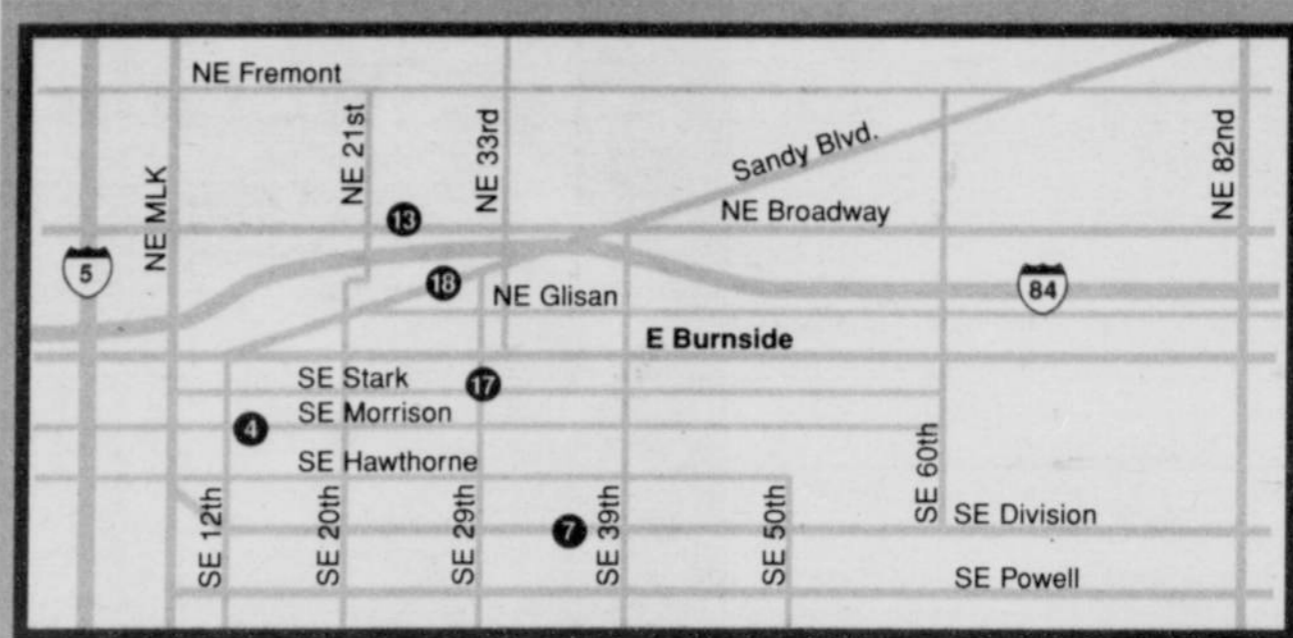 NE Fremont
NE MLK
NE 21st
NE 33rd
Sandy Blvd.
NE Broadway
NE 82nd
13
5
18
NE Glisan
84
E Burnside
SE Stark
17
SE Morrison
4
SE Hawthorne
SE 12th
SE 20th
SE 29th
7
SE 39th
SE 50th
SE 60th
SE Division
SE Powell